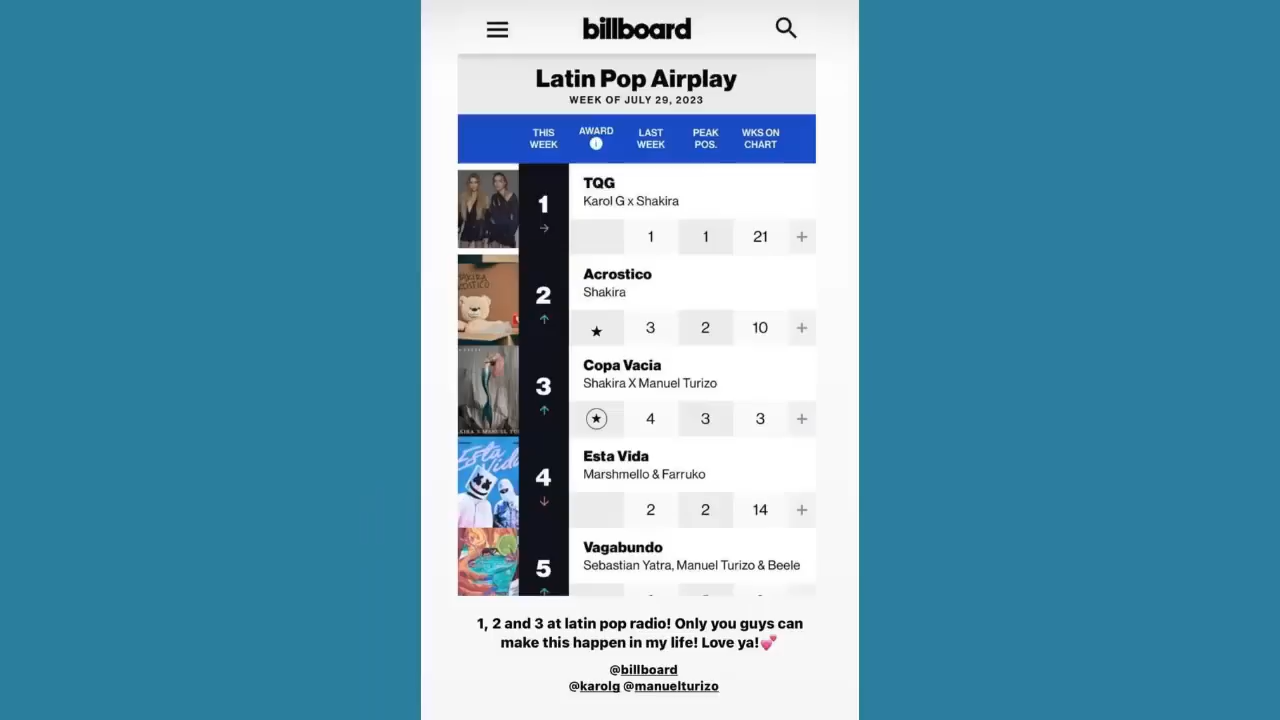 billboard
Latin Pop Airplay
WEEK OF JULY 29, 2023
THIS WEEK AWARD LAST WEEK PEAK POS. WKS ON CHART
1
TQG
Karol G x Shakira
1 1 21 +
2
Acrostico
Shakira
3 2 10 +
3
Copa Vacia
Shakira X Manuel Turizo
4 3 3 +
4
Esta Vida
Marshmello & Farruko
2 2 14 +
Esta Vida
5
Vagabundo
Sebastian Yatra, Manuel Turizo & Beele
1, 2 and 3 at latin pop radio! Only you guys can
make this happen in my life! Love ya!💕
@billboard
@karolg @manuelturizo